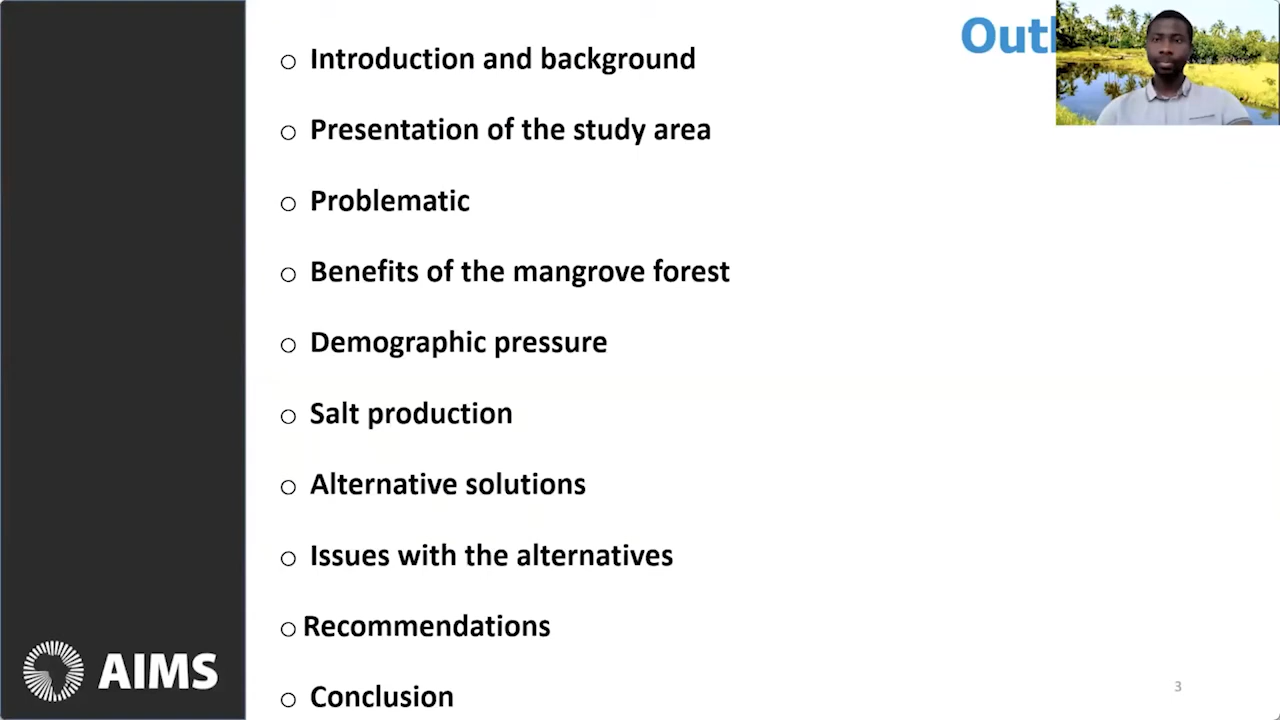 Outl
o Introduction and background
o Presentation of the study area
o Problematic
o Benefits of the mangrove forest
o Demographic pressure
o Salt production
o Alternative solutions
o Issues with the alternatives
o Recommendations
o Conclusion
AIMS
3